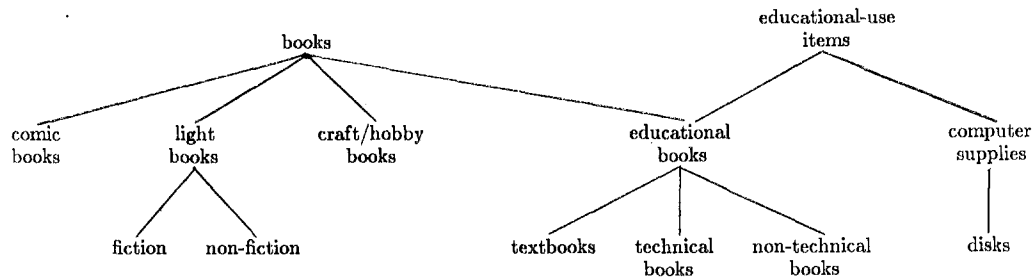 books
educational-use
items
comic
books
light
books
craft/hobby
books
educational
books
computer
supplies
fiction
non-fiction
textbooks
technical
books
non-technical
books
disks